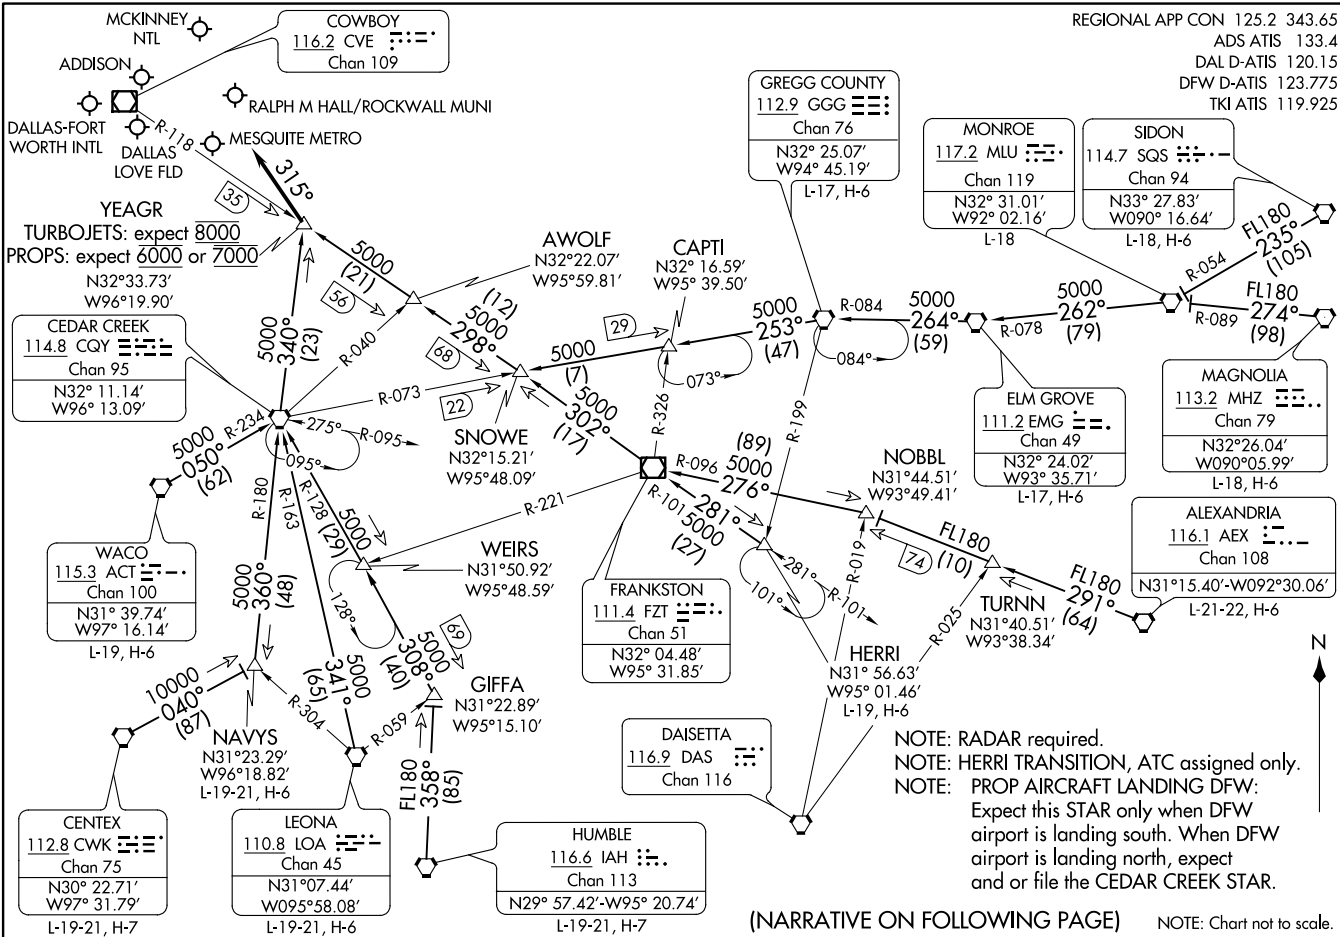 MCKINNEY
NTL
ADDISON
DALLAS-FORT
WORTH INTL
DALLAS
LOVE FLD
RALPH M HALL/ROCKWALL MUNI
MESQUITE METRO
COWBOY
116.2 CVE
Chan 109
REGIONAL APP CON 125.2 343.65
ADS ATIS 133.4
DAL D-ATIS 120.15
DFW D-ATIS 123.775
TKI ATIS 119.925
GREGG COUNTY
112.9 GGG
Chan 76
N32° 25.07′
W94° 45.19′
L-17, H-6
MONROE
117.2 MLU
Chan 119
N32° 31.01′
W92° 02.16′
L-18
SIDON
114.7 SQS
Chan 94
N33° 27.83′
W090° 16.64′
L-18, H-6
R-118
35
315°
YEAGR
TURBOJETS: expect 8000
PROPS: expect 6000 or 7000
N32°33.73′
W96°19.90′
5000
(21)
56
AWOLF
N32°22.07′
W95°59.81′
CAPTI
N32° 16.59′
W95° 39.50′
FL180
235°
(105)
R-054
FL180
274°
(98)
R-089
5000
262°
(79)
R-078
5000
264°
(59)
R-084
084°
5000
253°
(47)
29
073°
5000
(7)
(12)
5000
298°
68
CEDAR CREEK
114.8 CQY
Chan 95
N32° 11.14′
W96° 13.09′
5000
340°
(23)
R-040
R-073
22
SNOWE
N32°15.21′
W95°48.09′
5000
302°
(17)
R-326
R-199
ELM GROVE
111.2 EMG
Chan 49
N32° 24.02′
W93° 35.71′
L-17, H-6
MAGNOLIA
113.2 MHZ
Chan 79
N32°26.04′
W090°05.99′
L-18, H-6
R-234
5000
050°
(62)
275°
R-095
095°
R-180
R-163
R-128
5000
(29)
R-221
R-096
(89)
5000
276°
NOBBL
N31°44.51′
W93°49.41′
R-101
281°
5000
(27)
WACO
115.3 ACT
Chan 100
N31° 39.74′
W97° 16.14′
L-19, H-6
5000
360°
(48)
WEIRS
N31°50.92′
W95°48.59′
128°
FRANKSTON
111.4 FZT
Chan 51
N32° 04.48′
W95° 31.85′
281°
R-101
101°
R-019
74
FL180
(10)
R-025
TURNN
N31°40.51′
W93°38.34′
FL180
291°
(64)
ALEXANDRIA
116.1 AEX
Chan 108
N31°15.40′-W092°30.06′
L-21-22, H-6
N
HERRI
N31° 56.63′
W95° 01.46′
L-19, H-6
69
5000
308°
(40)
5000
341°
(65)
GIFFA
N31°22.89′
W95°15.10′
10000
040°
(87)
NAVYS
N31°23.29′
W96°18.82′
L-19-21, H-6
R-304
R-059
FL180
358°
(85)
DAISETTA
116.9 DAS
Chan 116
CENTEX
112.8 CWK
Chan 75
N30° 22.71′
W97° 31.79′
L-19-21, H-7
LEONA
110.8 LOA
Chan 45
N31°07.44′
W095°58.08′
L-19-21, H-6
HUMBLE
116.6 IAH
Chan 113
N29° 57.42′-W95° 20.74′
L-19-21, H-7
NOTE: RADAR required.
NOTE: HERRI TRANSITION, ATC assigned only.
NOTE: PROP AIRCRAFT LANDING DFW:
Expect this STAR only when DFW
airport is landing south. When DFW
airport is landing north, expect
and or file the CEDAR CREEK STAR.
(NARRATIVE ON FOLLOWING PAGE)
NOTE: Chart not to scale.